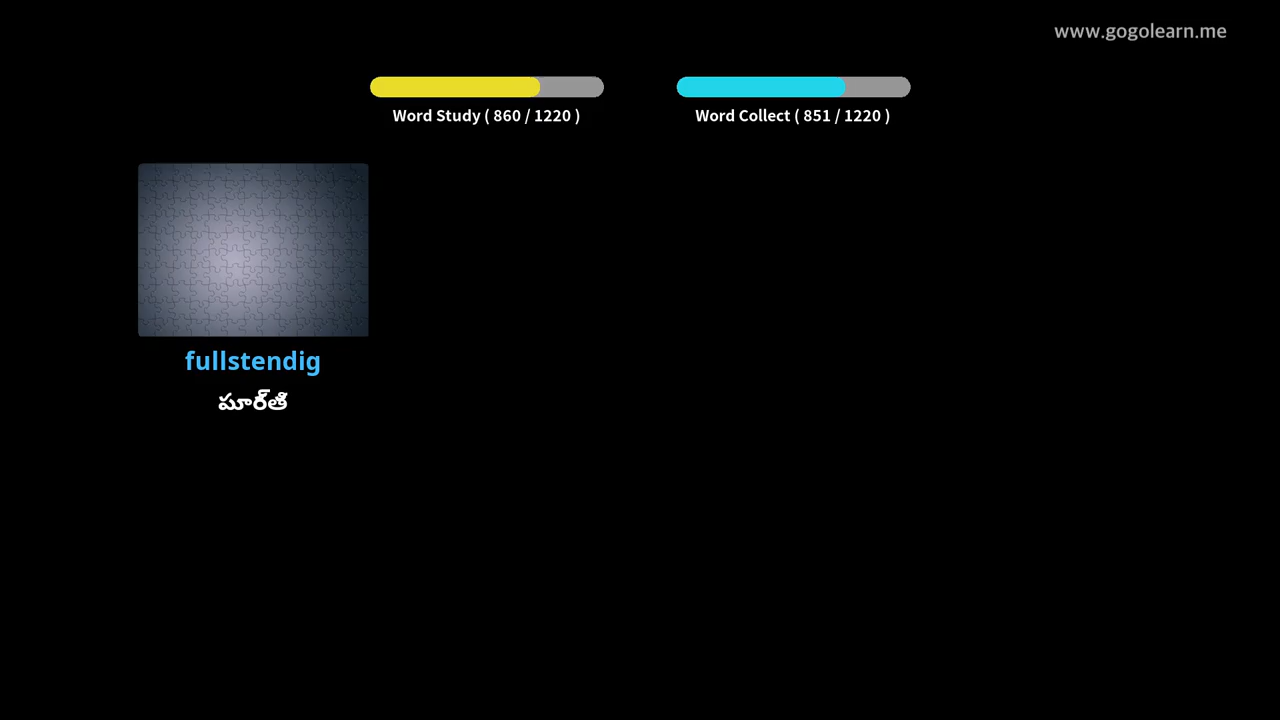 www.gogolearn.me
Word Study ( 860 / 1220 )
Word Collect ( 851 / 1220 )
fullstendig
పూర్తి